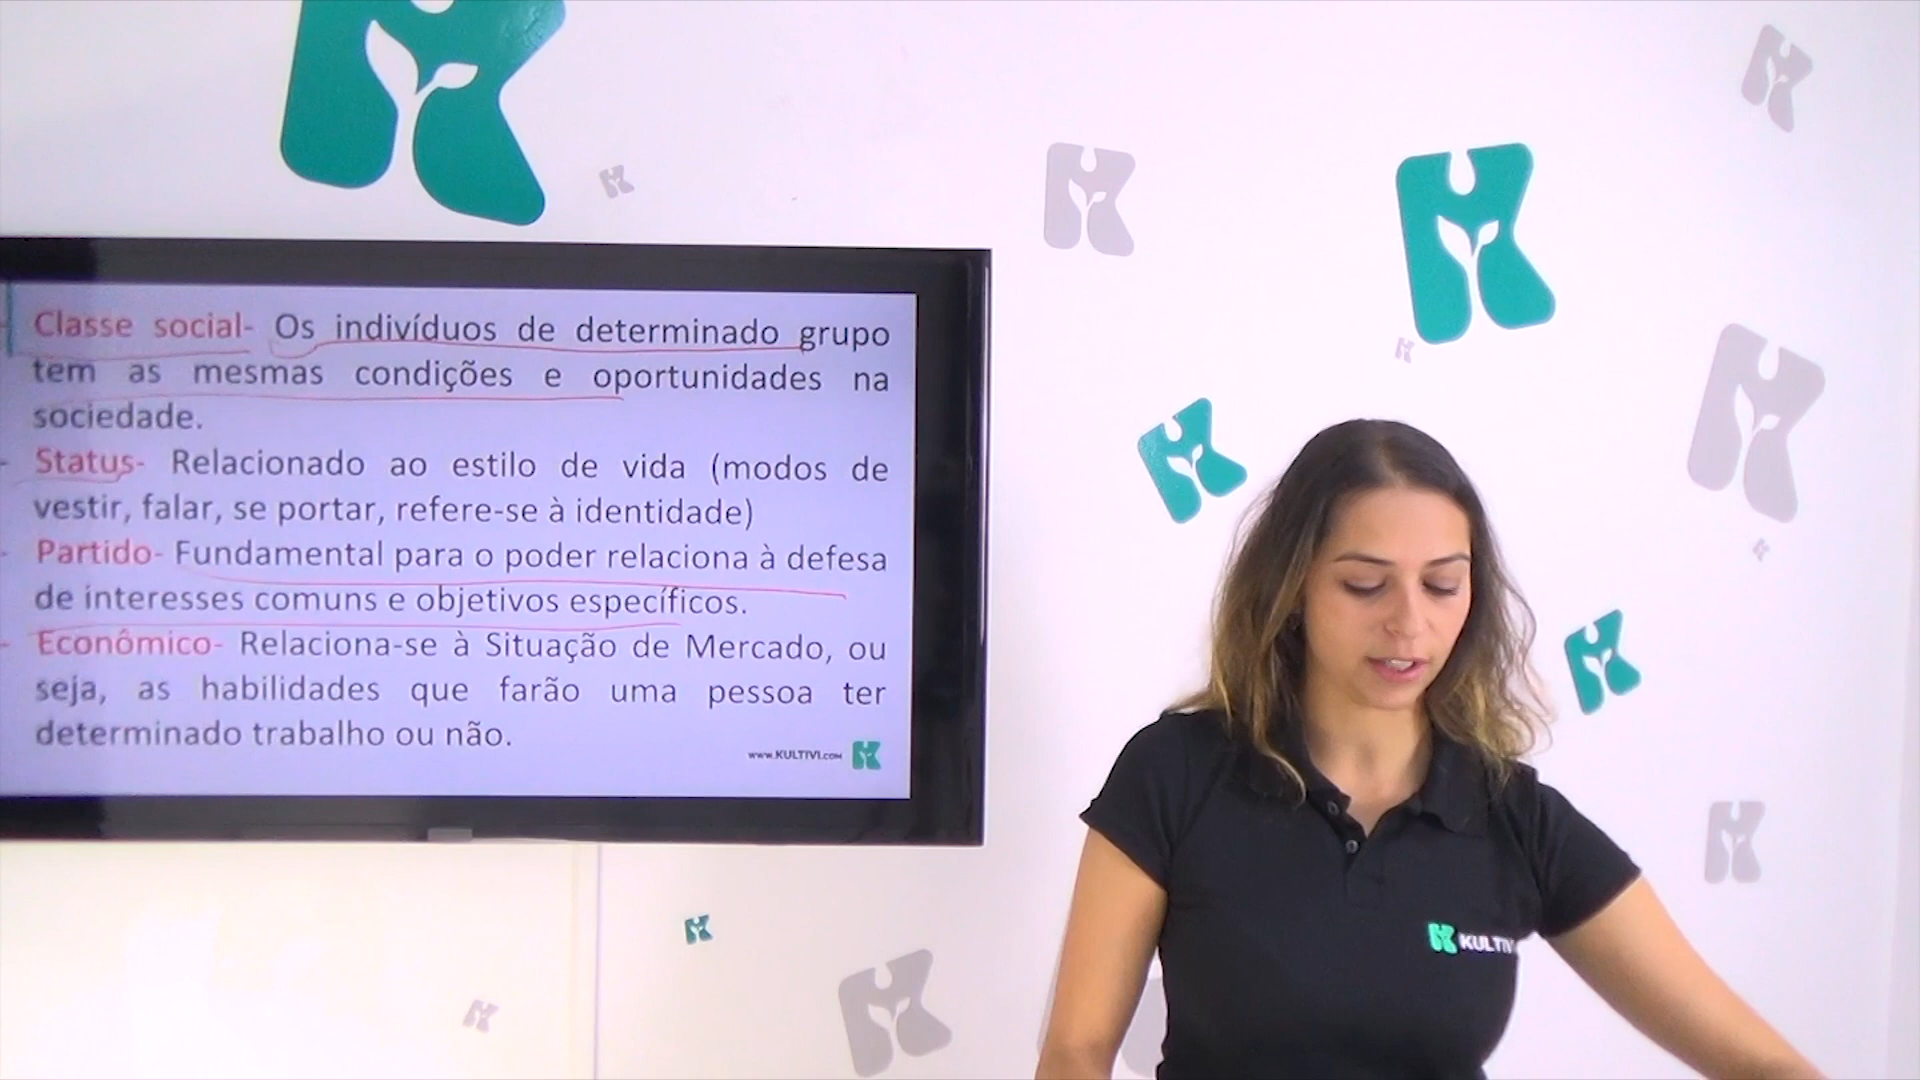 Classe social- Os indivíduos de determinado grupo
tem as mesmas condições e oportunidades na
sociedade.
- Status- Relacionado ao estilo de vida (modos de
vestir, falar, se portar, refere-se à identidade)
- Partido- Fundamental para o poder relaciona à defesa
de interesses comuns e objetivos específicos.
- Econômico- Relaciona-se à Situação de Mercado, ou
seja, as habilidades que farão uma pessoa ter
determinado trabalho ou não.
www.KULTIVI.com
KULTIVI